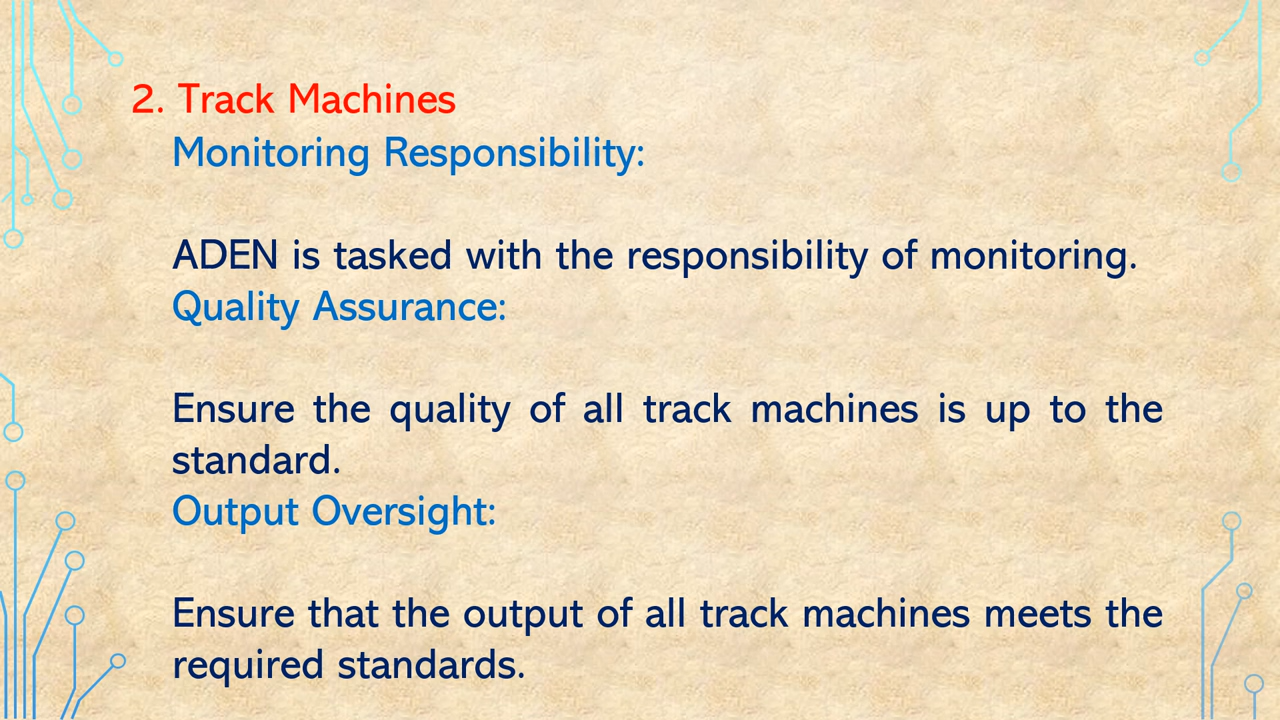 2. Track Machines
Monitoring Responsibility:
ADEN is tasked with the responsibility of monitoring.
Quality Assurance:
Ensure the quality of all track machines is up to the
standard.
Output Oversight:
Ensure that the output of all track machines meets the
required standards.